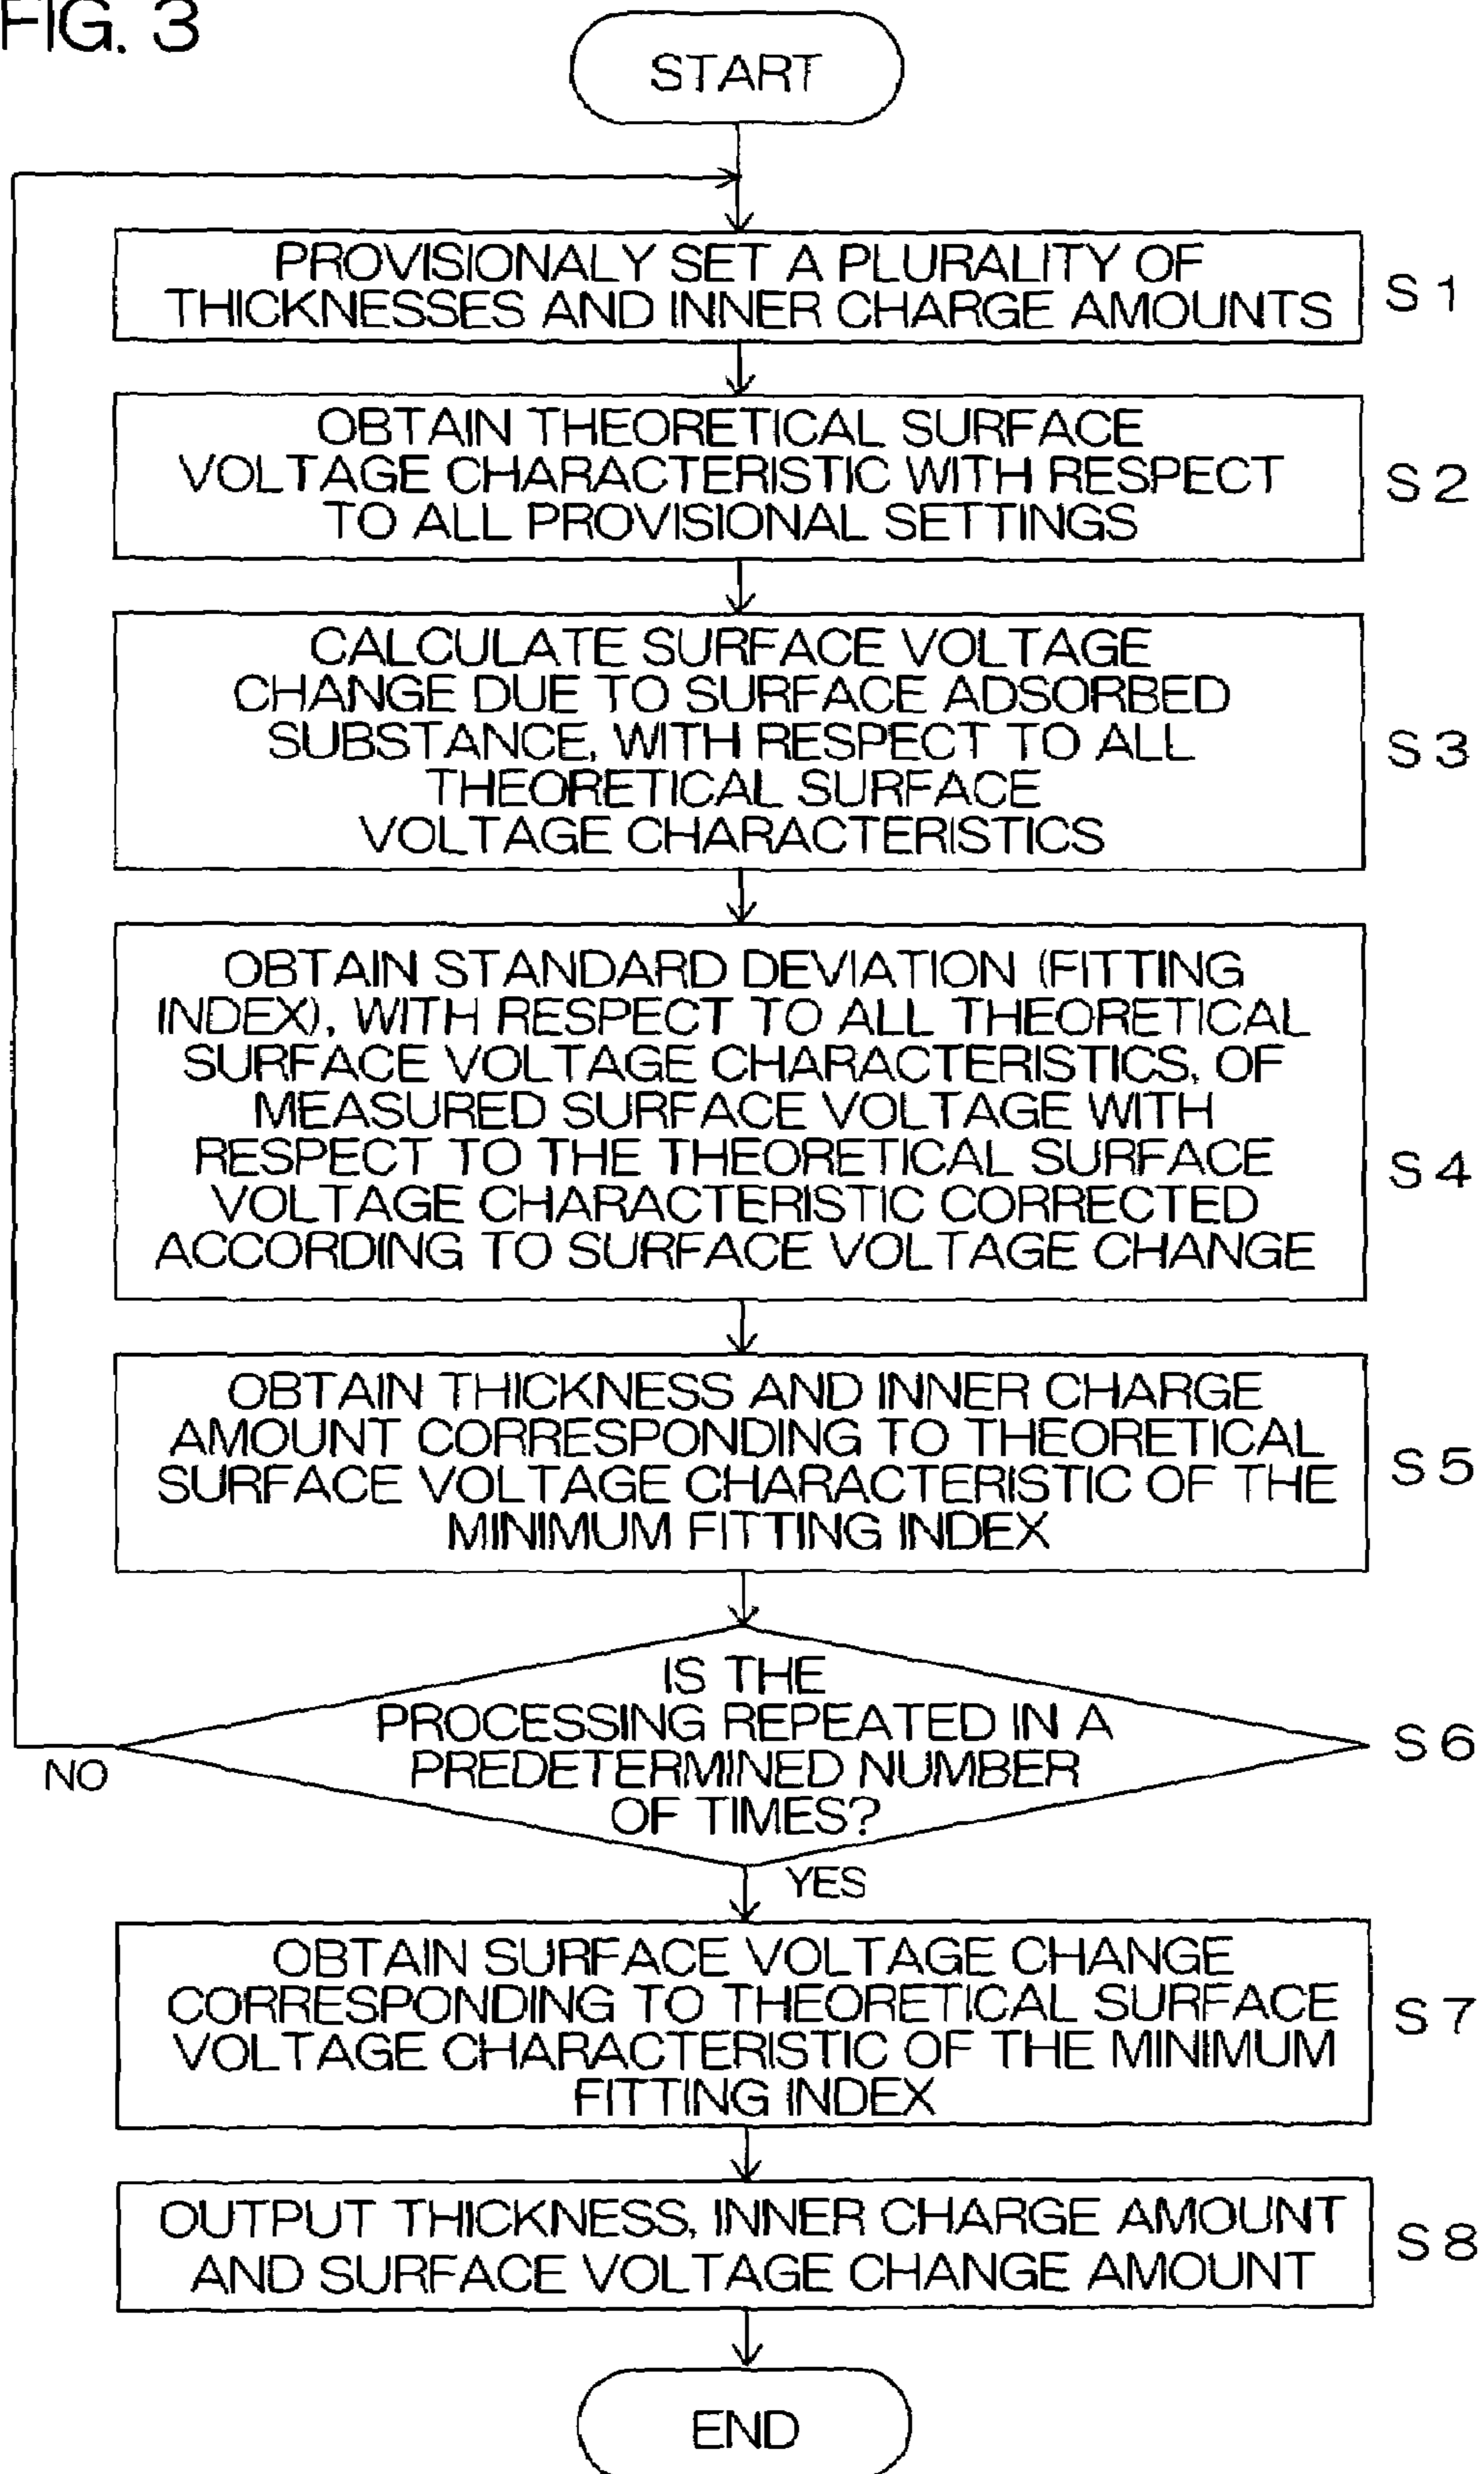 FIG. 3
START
PROVISIONALY SET A PLURALITY OF
THICKNESSES AND INNER CHARGE AMOUNTS
S1
OBTAIN THEORETICAL SURFACE
VOLTAGE CHARACTERISTIC WITH RESPECT
TO ALL PROVISIONAL SETTINGS
S2
CALCULATE SURFACE VOLTAGE
CHANGE DUE TO SURFACE ADSORBED
SUBSTANCE, WITH RESPECT TO ALL
THEORETICAL SURFACE
VOLTAGE CHARACTERISTICS
S3
OBTAIN STANDARD DEVIATION (FITTING
INDEX), WITH RESPECT TO ALL THEORETICAL
SURFACE VOLTAGE CHARACTERISTICS, OF
MEASURED SURFACE VOLTAGE WITH
RESPECT TO THE THEORETICAL SURFACE
VOLTAGE CHARACTERISTIC CORRECTED
ACCORDING TO SURFACE VOLTAGE CHANGE
S4
OBTAIN THICKNESS AND INNER CHARGE
AMOUNT CORRESPONDING TO THEORETICAL
SURFACE VOLTAGE CHARACTERISTIC OF THE
MINIMUM FITTING INDEX
S5
IS THE
PROCESSING REPEATED IN A
PREDETERMINED NUMBER
OF TIMES?
S6
NO
YES
OBTAIN SURFACE VOLTAGE CHANGE
CORRESPONDING TO THEORETICAL SURFACE
VOLTAGE CHARACTERISTIC OF THE MINIMUM
FITTING INDEX
S7
OUTPUT THICKNESS, INNER CHARGE AMOUNT
AND SURFACE VOLTAGE CHANGE AMOUNT
S8
END